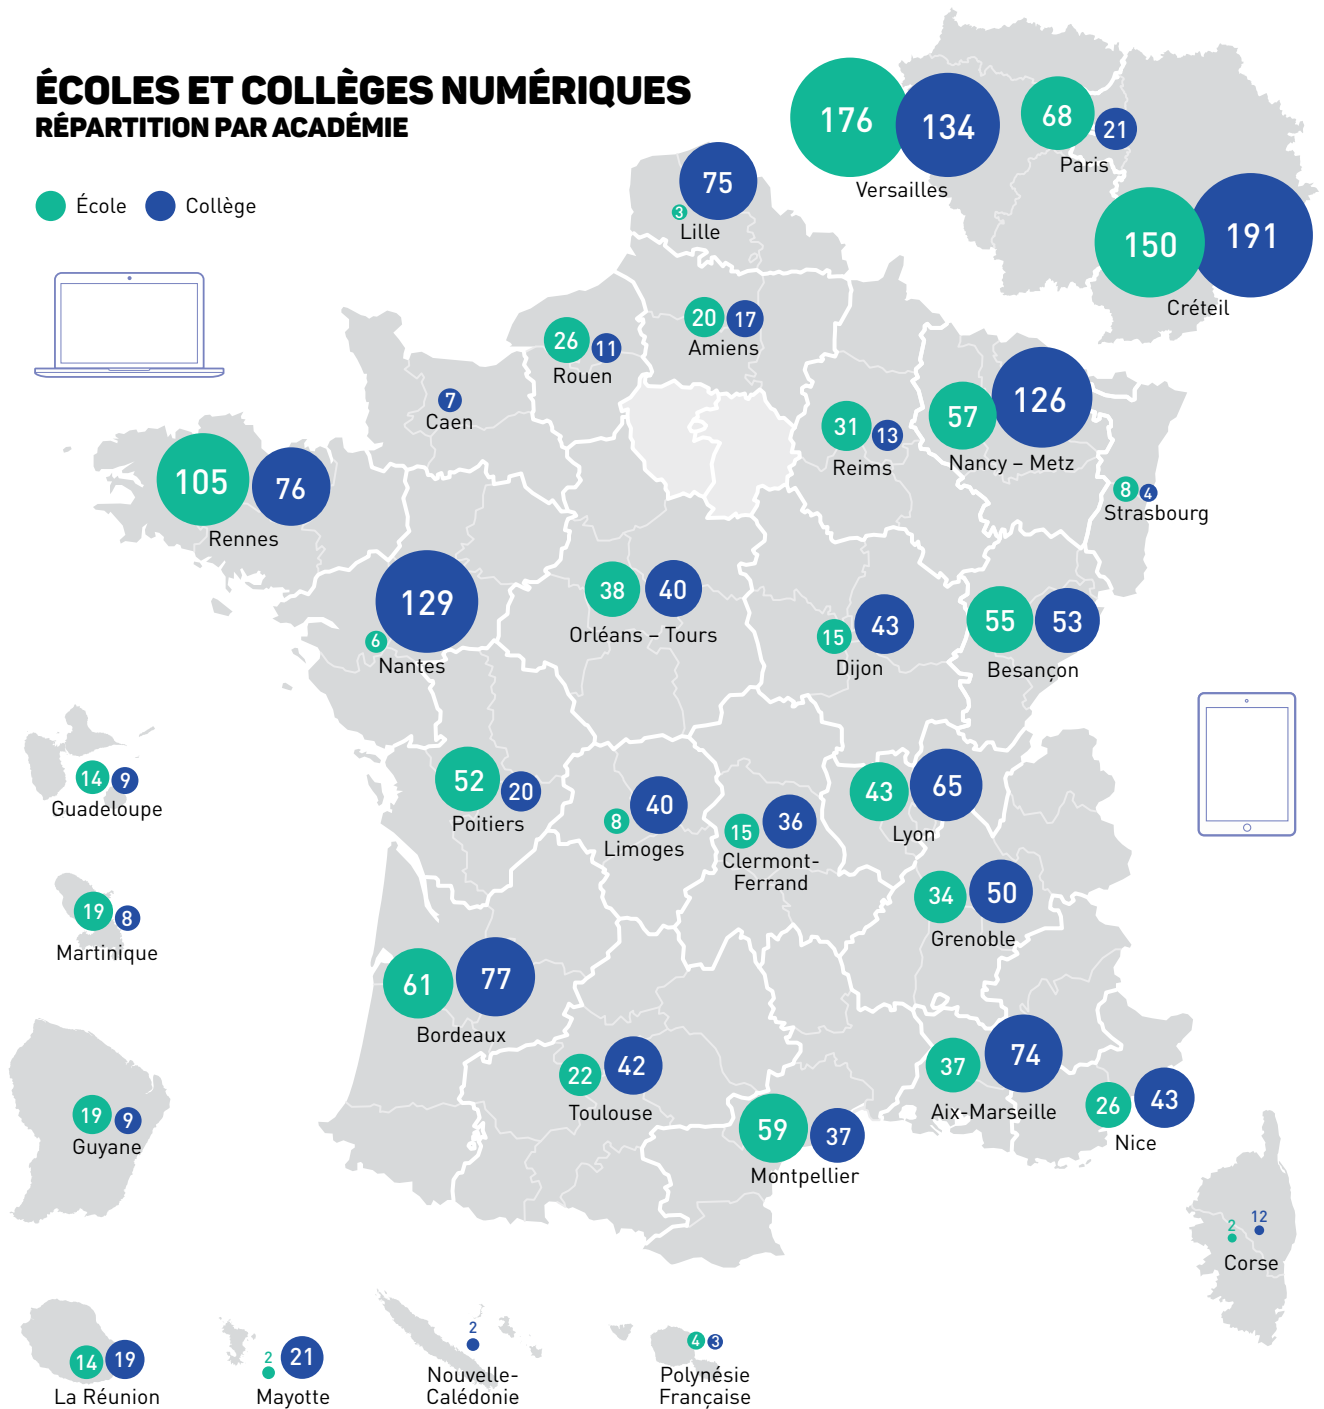 ÉCOLES ET COLLÈGES NUMÉRIQUES
RÉPARTITION PAR ACADÉMIE
École
Collège
176
134
Versailles
68
21
Paris
150
191
Créteil
75
3
Lille
20
17
Amiens
26
11
Rouen
7
Caen
31
13
Reims
57
126
Nancy – Metz
8
4
Strasbourg
105
76
Rennes
129
6
Nantes
38
40
Orléans – Tours
15
43
Dijon
55
53
Besançon
14
9
Guadeloupe
52
20
Poitiers
8
40
Limoges
15
36
Clermont-
Ferrand
43
65
Lyon
34
50
Grenoble
19
8
Martinique
61
77
Bordeaux
22
42
Toulouse
59
37
Montpellier
37
74
Aix-Marseille
26
43
Nice
19
9
Guyane
2
12
Corse
14
19
La Réunion
2
21
Mayotte
2
Nouvelle-
Calédonie
4
3
Polynésie
Française